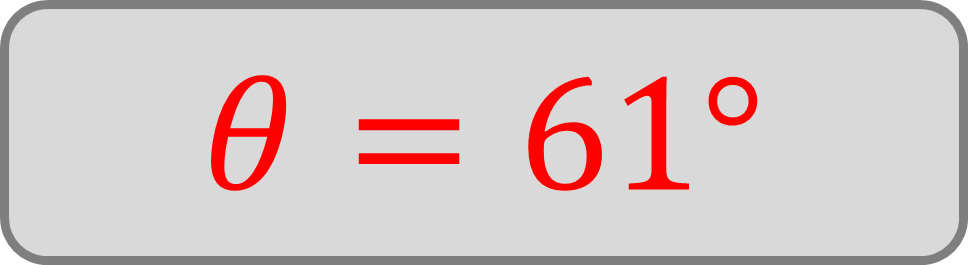 θ = 61°